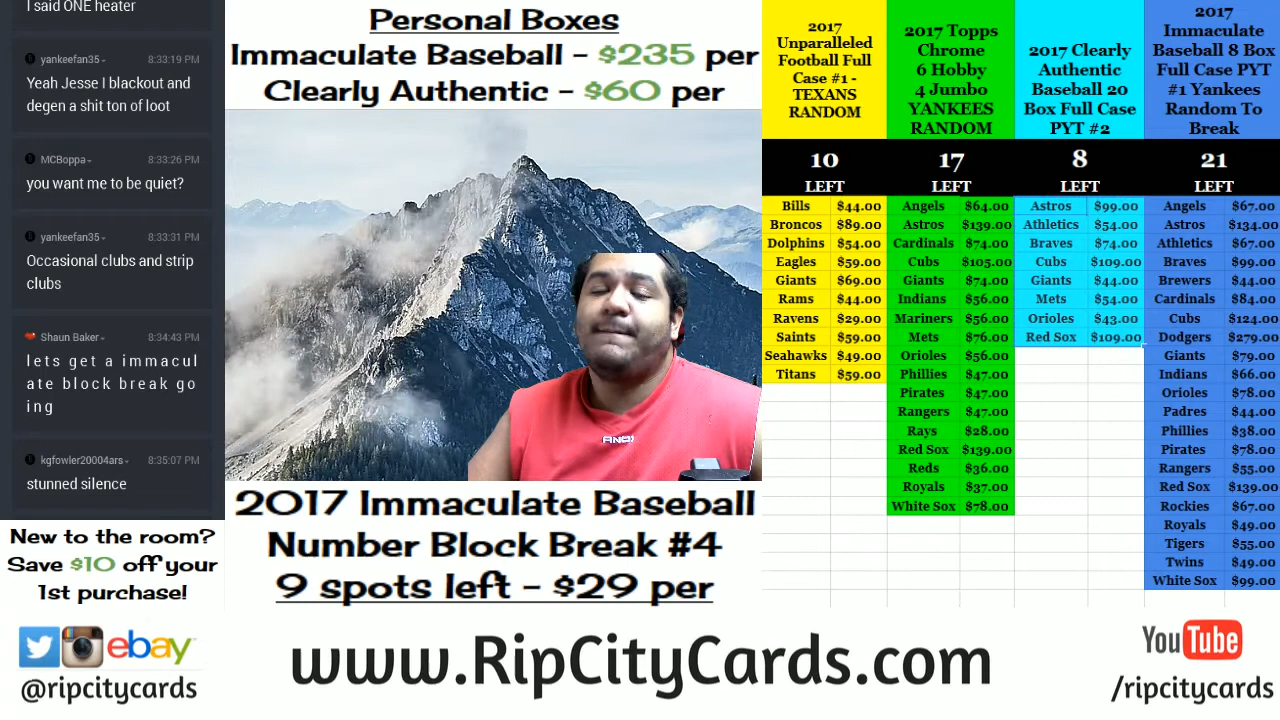 I said ONE heater
yankeefan35 8:33:19 PM
Yeah Jesse I blackout and
degen a shit ton of loot
MCBoppa 8:33:26 PM
you want me to be quiet?
yankeefan35 8:33:31 PM
Occasional clubs and strip
clubs
Shaun Baker 8:34:43 PM
lets get a immacul
ate block break go
ing
kgfowler20004ars 8:35:07 PM
stunned silence
New to the room?
Save $10 off your
1st purchase!
Personal Boxes
Immaculate Baseball - $235 per
Clearly Authentic - $60 per
AND1
2017 Immaculate Baseball
Number Block Break #4
9 spots left - $29 per
2017
Unparalleled
Football Full
Case #1 -
TEXANS
RANDOM
10
LEFT
Bills $44.00
Broncos $89.00
Dolphins $54.00
Eagles $59.00
Giants $69.00
Rams $44.00
Ravens $29.00
Saints $59.00
Seahawks $49.00
Titans $59.00
2017 Topps
Chrome
6 Hobby
4 Jumbo
YANKEES
RANDOM
17
LEFT
Angels $64.00
Astros $139.00
Cardinals $74.00
Cubs $105.00
Giants $74.00
Indians $56.00
Mariners $56.00
Mets $76.00
Orioles $56.00
Phillies $47.00
Pirates $47.00
Rangers $47.00
Rays $28.00
Red Sox $139.00
Reds $36.00
Royals $37.00
White Sox $78.00
2017 Clearly
Authentic
Baseball 20
Box Full Case
PYT #2
8
LEFT
Astros $99.00
Athletics $54.00
Braves $74.00
Cubs $109.00
Giants $44.00
Mets $54.00
Orioles $43.00
Red Sox $109.00
2017
Immaculate
Baseball 8 Box
Full Case PYT
#1 Yankees
Random To
Break
21
LEFT
Angels $67.00
Astros $134.00
Athletics $67.00
Braves $99.00
Brewers $44.00
Cardinals $84.00
Cubs $124.00
Dodgers $279.00
Giants $79.00
Indians $66.00
Orioles $78.00
Padres $44.00
Phillies $38.00
Pirates $78.00
Rangers $55.00
Red Sox $139.00
Rockies $67.00
Royals $49.00
Tigers $55.00
Twins $49.00
White Sox $99.00
ebay
@ripcitycards
www.RipCityCards.com
YouTube
/ripcitycards